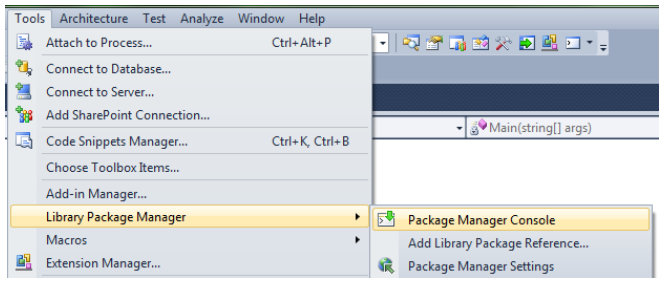 Tools Architecture Test Analyze Window Help
Attach to Process... Ctrl+Alt+P
Connect to Database...
Connect to Server...
Add SharePoint Connection...
Code Snippets Manager... Ctrl+K, Ctrl+B
Main(string[] args)
Choose Toolbox Items...
Add-in Manager...
Library Package Manager
Package Manager Console
Macros
Add Library Package Reference...
Extension Manager...
Package Manager Settings